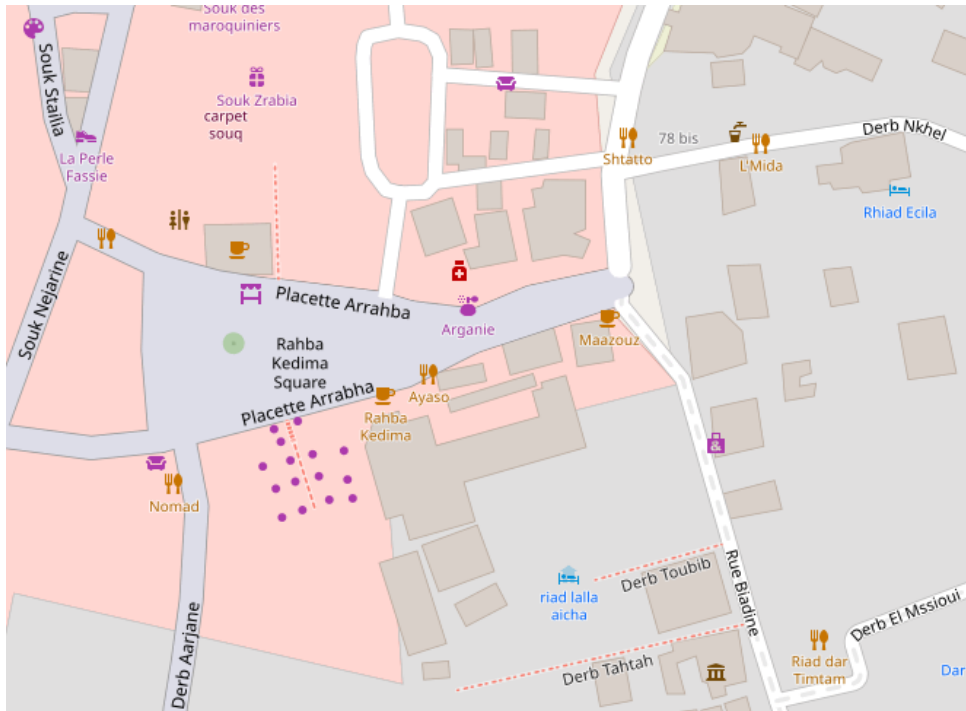 Souk des
maroquiniers
Souk Stailia
Souk Zrabia
carpet
souq
La Perle
Fassie
Shtatto
78 bis
L'Mida
Derb Nkhel
Rhiad Ecila
Souk Nejarine
Placette Arrahba
Arganie
Maazouz
Rahba
Kedima
Square
Placette Arrabha
Ayaso
Rahba
Kedima
&
Nomad
Derb Aarjane
riad lalla
aicha
Derb Toubib
Rue Biadine
Derb Tahtah
Derb El Mssioui
Riad dar
Timtam
Dar